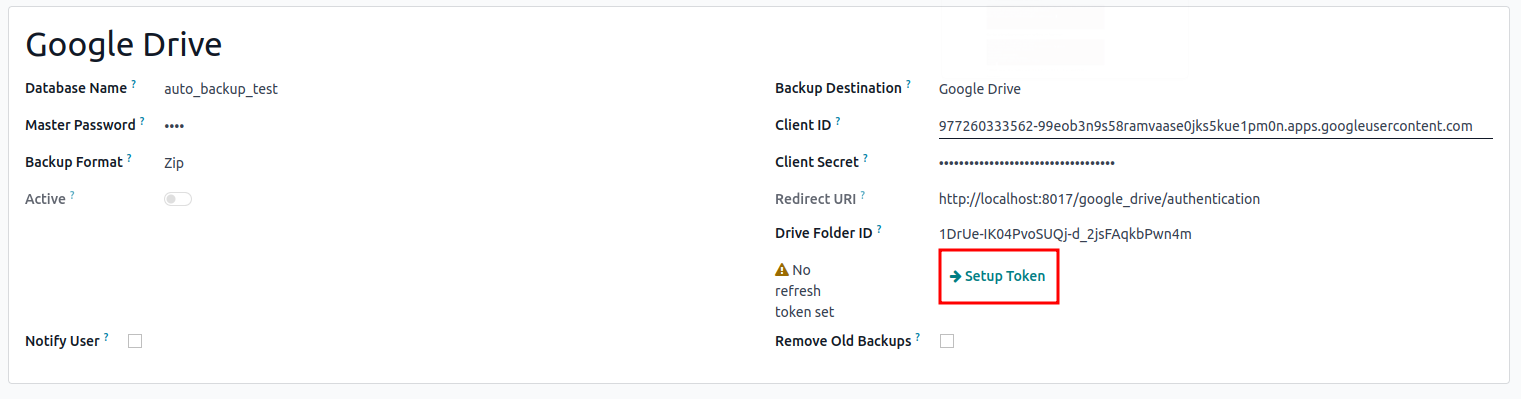 Google Drive
Database Name ? auto_backup_test
Backup Destination ? Google Drive
Master Password ? ••••
Client ID ? 977260333562-99eob3n9s58ramvaase0jks5kue1pm0n.apps.googleusercontent.com
Backup Format ? Zip
Client Secret ? •••••••••••••••••••••••••••••••••••
Active ?
Redirect URI ? http://localhost:8017/google_drive/authentication
Drive Folder ID ? 1DrUe-IK04PvoSUQj-d_2jsFAqkbPwn4m
No
refresh
token set
Setup Token
Notify User ?
Remove Old Backups ?